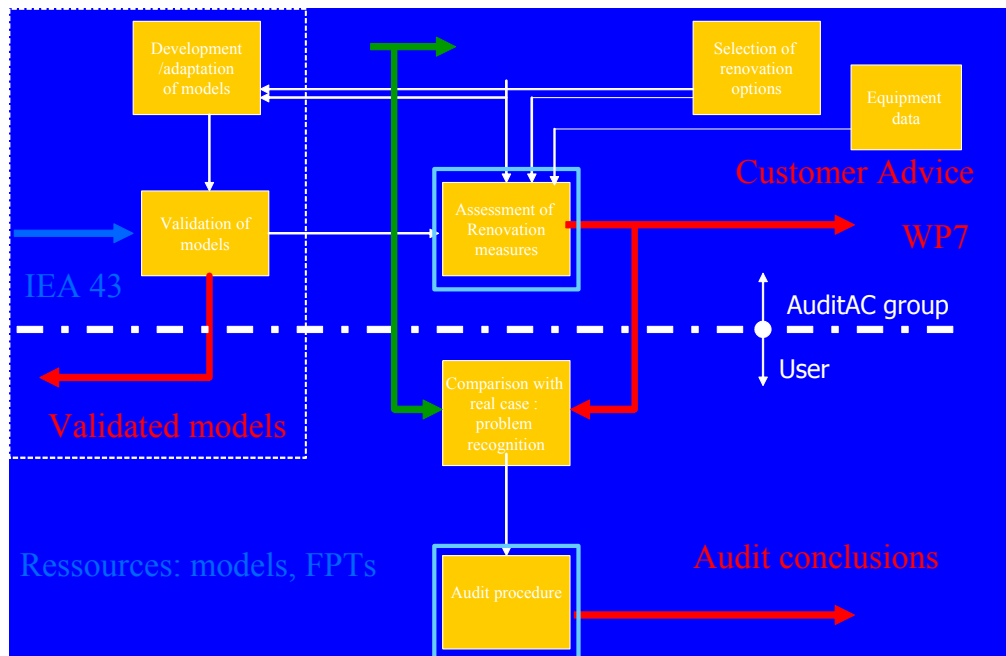 Development
/adaptation
of models
Selection of
renovation
options
Equipment
data
Customer Advice
Validation of
models
Assessment of
Renovation
measures
WP7
IEA 43
AuditAC group
User
Comparison with
real case :
problem
recognition
Validated models
Ressources: models, FPTs
Audit procedure
Audit conclusions